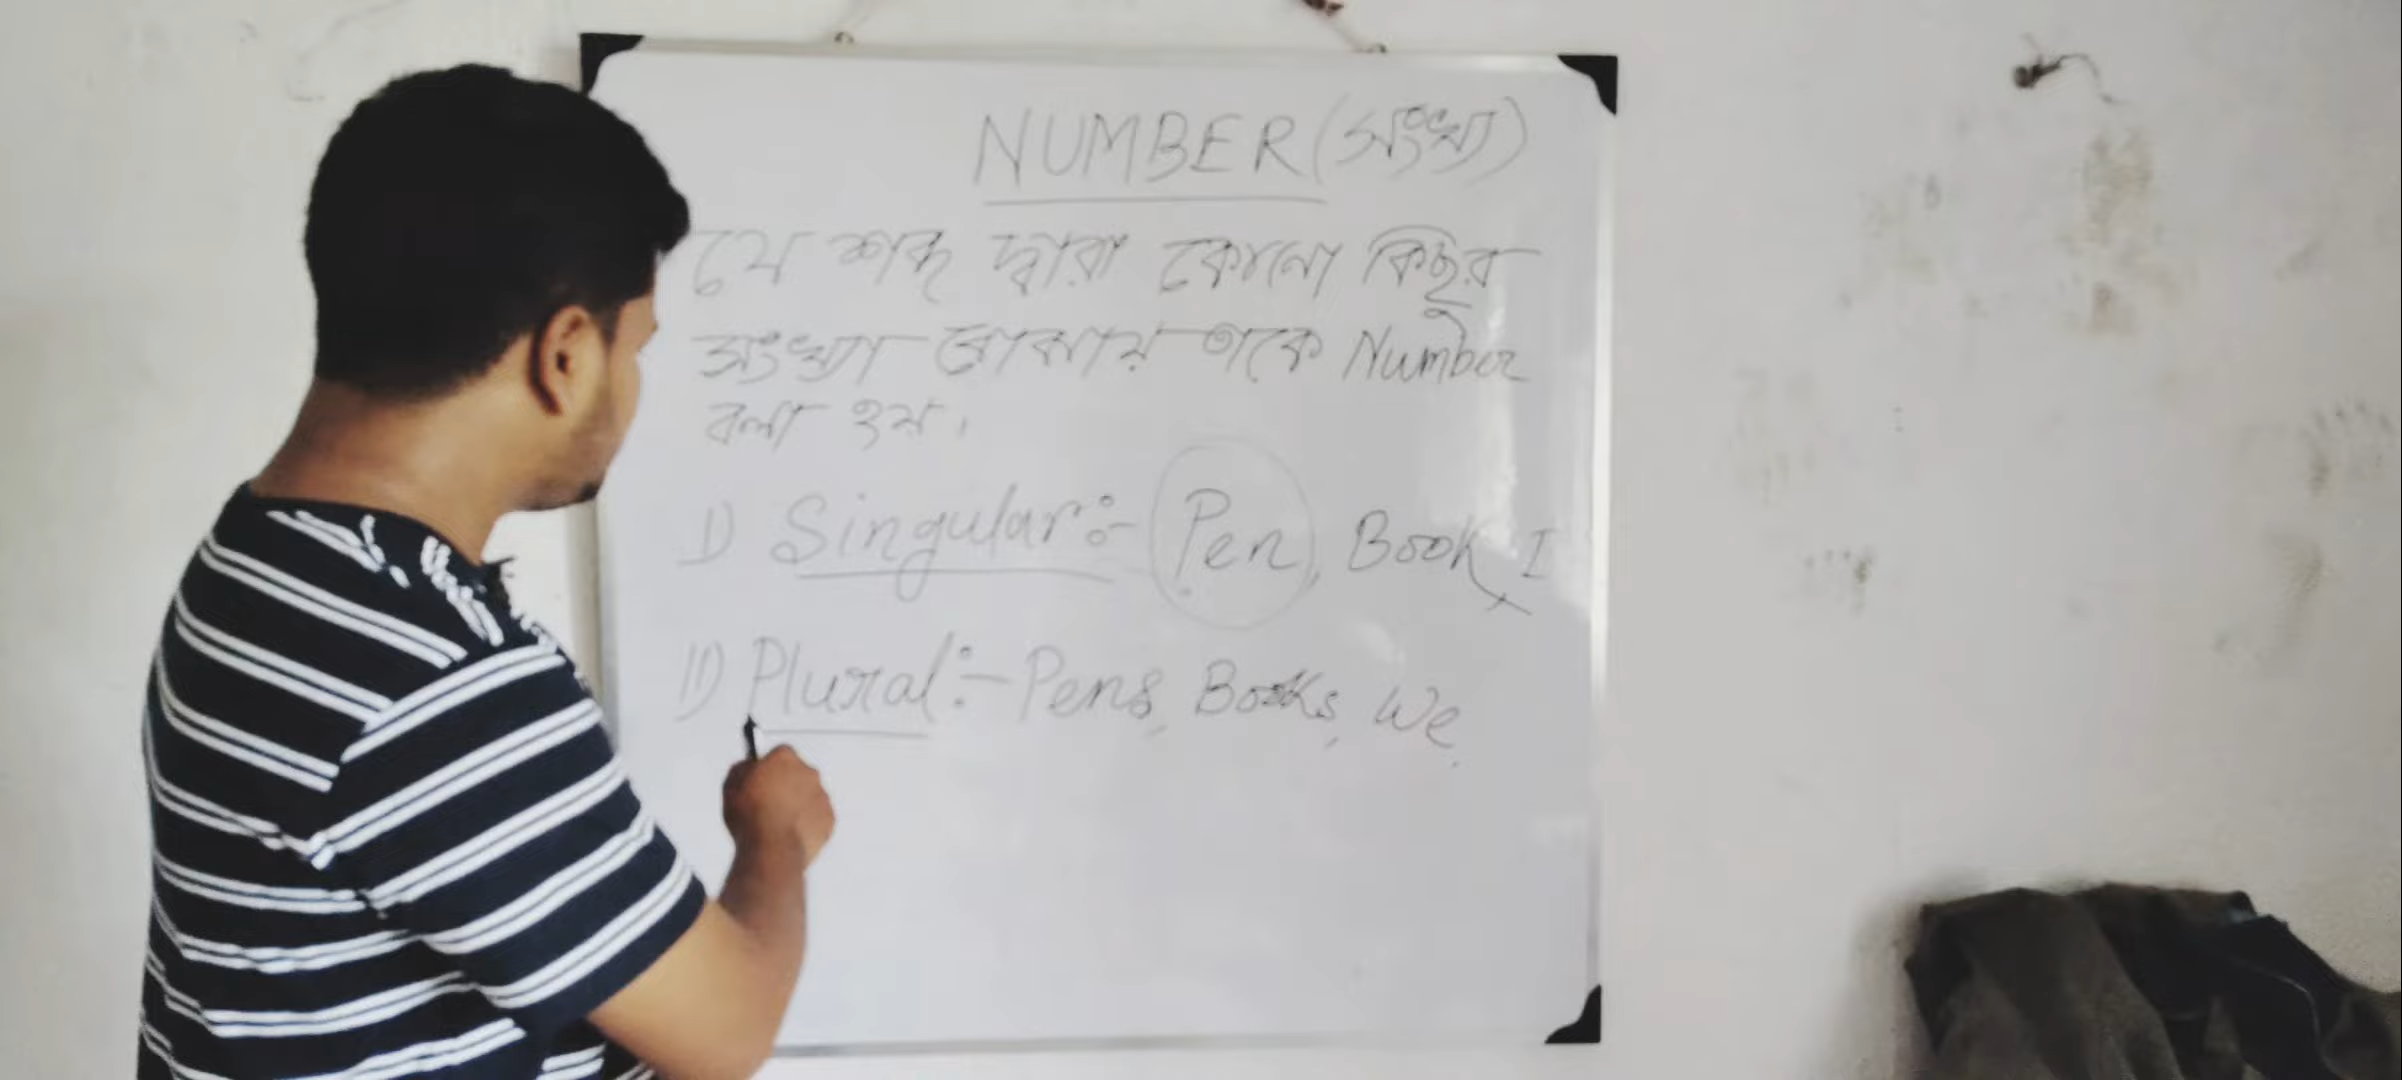 NUMBER (সংখ্যা)
যে শব্দ দ্বারা কোনো কিছুর
সংখ্যা বোঝায় তাকে Number
বলা হয়।
I) Singular:- Pen, Book, I
II) Plural:- Pens, Books, We.